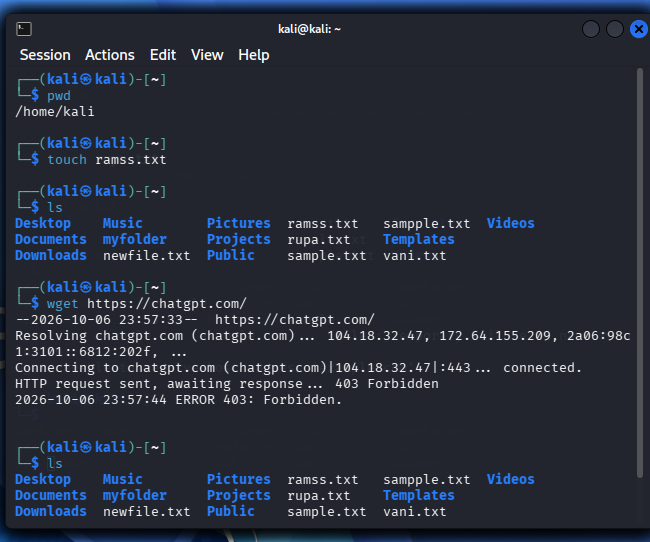 kali@kali: ~
Session Actions Edit View Help
┌──(kali㉿kali)-[~]
└─$ pwd
/home/kali
┌──(kali㉿kali)-[~]
└─$ touch ramss.txt
┌──(kali㉿kali)-[~]
└─$ ls
Desktop Music Pictures ramss.txt sampple.txt Videos
Documents myfolder Projects rupa.txt Templates
Downloads newfile.txt Public sample.txt vani.txt
┌──(kali㉿kali)-[~]
└─$ wget https://chatgpt.com/
--2026-10-06 23:57:33-- https://chatgpt.com/
Resolving chatgpt.com (chatgpt.com)... 104.18.32.47, 172.64.155.209, 2a06:98c
1:3101::6812:202f, ...
Connecting to chatgpt.com (chatgpt.com)|104.18.32.47|:443... connected.
HTTP request sent, awaiting response... 403 Forbidden
2026-10-06 23:57:44 ERROR 403: Forbidden.
┌──(kali㉿kali)-[~]
└─$ ls
Desktop Music Pictures ramss.txt sampple.txt Videos
Documents myfolder Projects rupa.txt Templates
Downloads newfile.txt Public sample.txt vani.txt